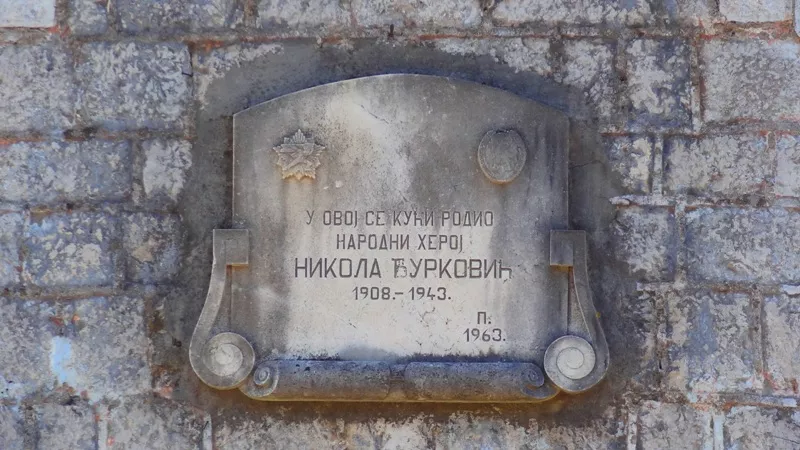 У ОВОЈ СЕ КУЋИ РОДИО
НАРОДНИ ХЕРОЈ
НИКОЛА ЂУРКОВИЋ
1908.-1943.
П.
1963.